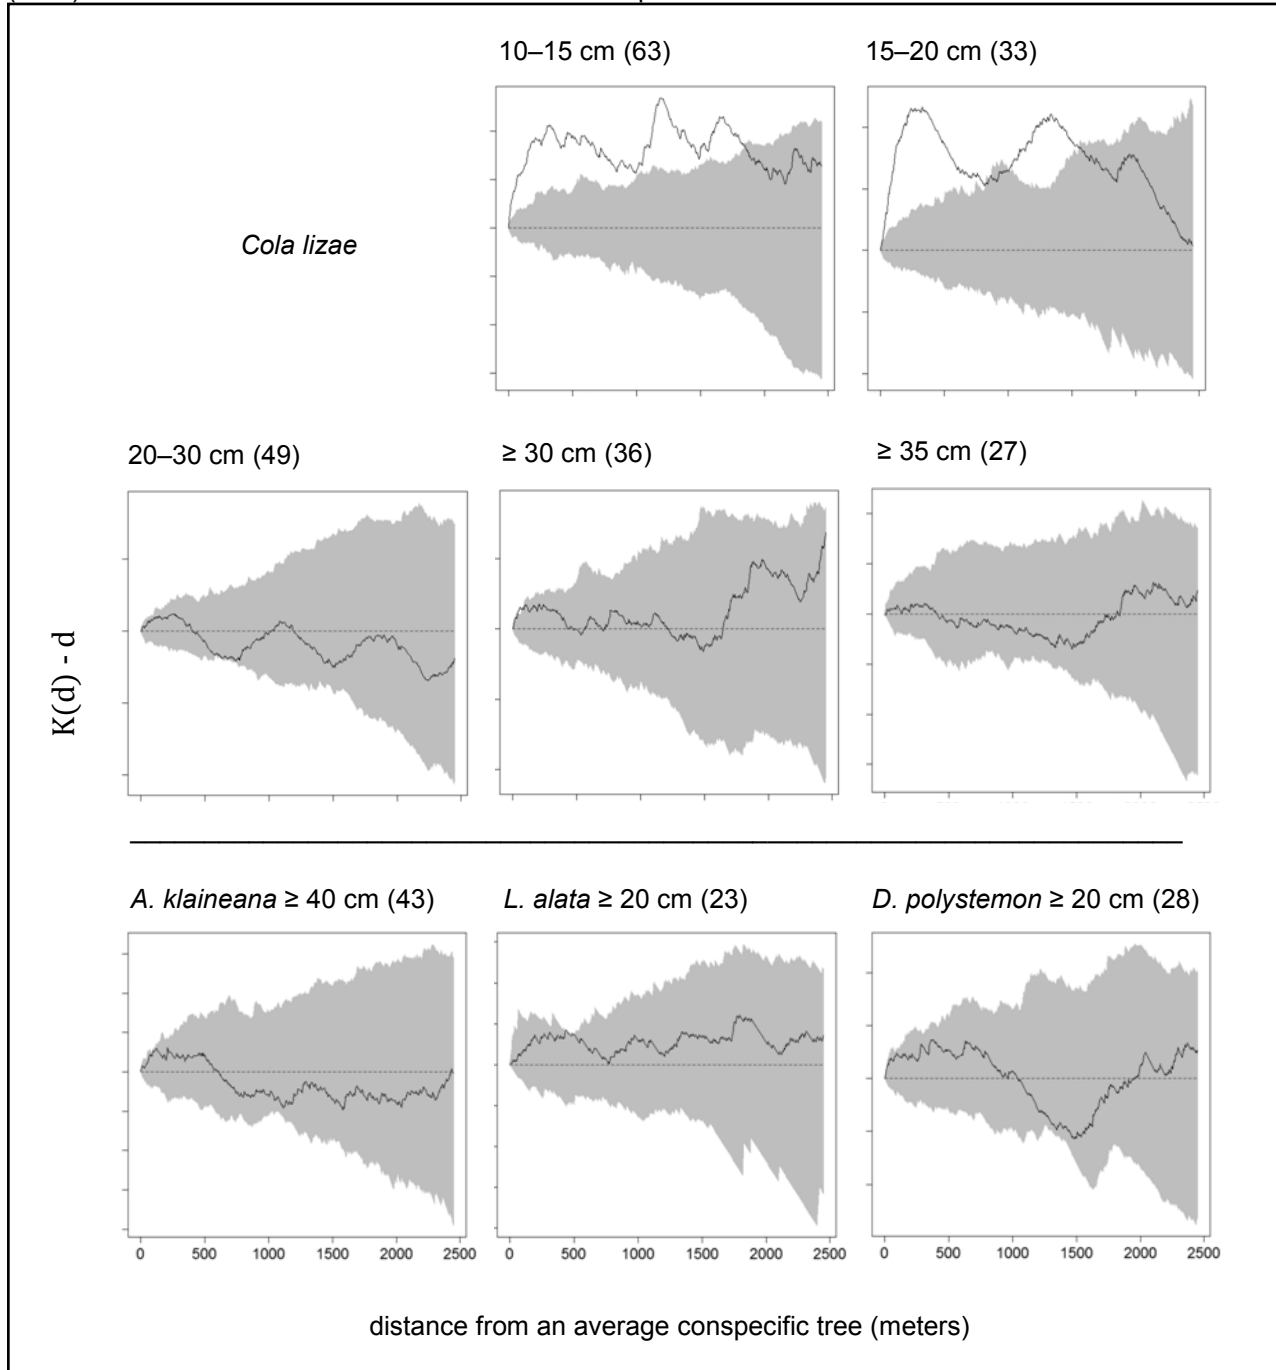 10–15 cm (63)
15–20 cm (33)
Cola lizae
20–30 cm (49)
≥ 30 cm (36)
≥ 35 cm (27)
K(d) - d
A. klaineana ≥ 40 cm (43)
L. alata ≥ 20 cm (23)
D. polystemon ≥ 20 cm (28)
0 500 1000 1500 2000 2500
0 500 1000 1500 2000 2500
0 500 1000 1500 2000 2500
distance from an average conspecific tree (meters)